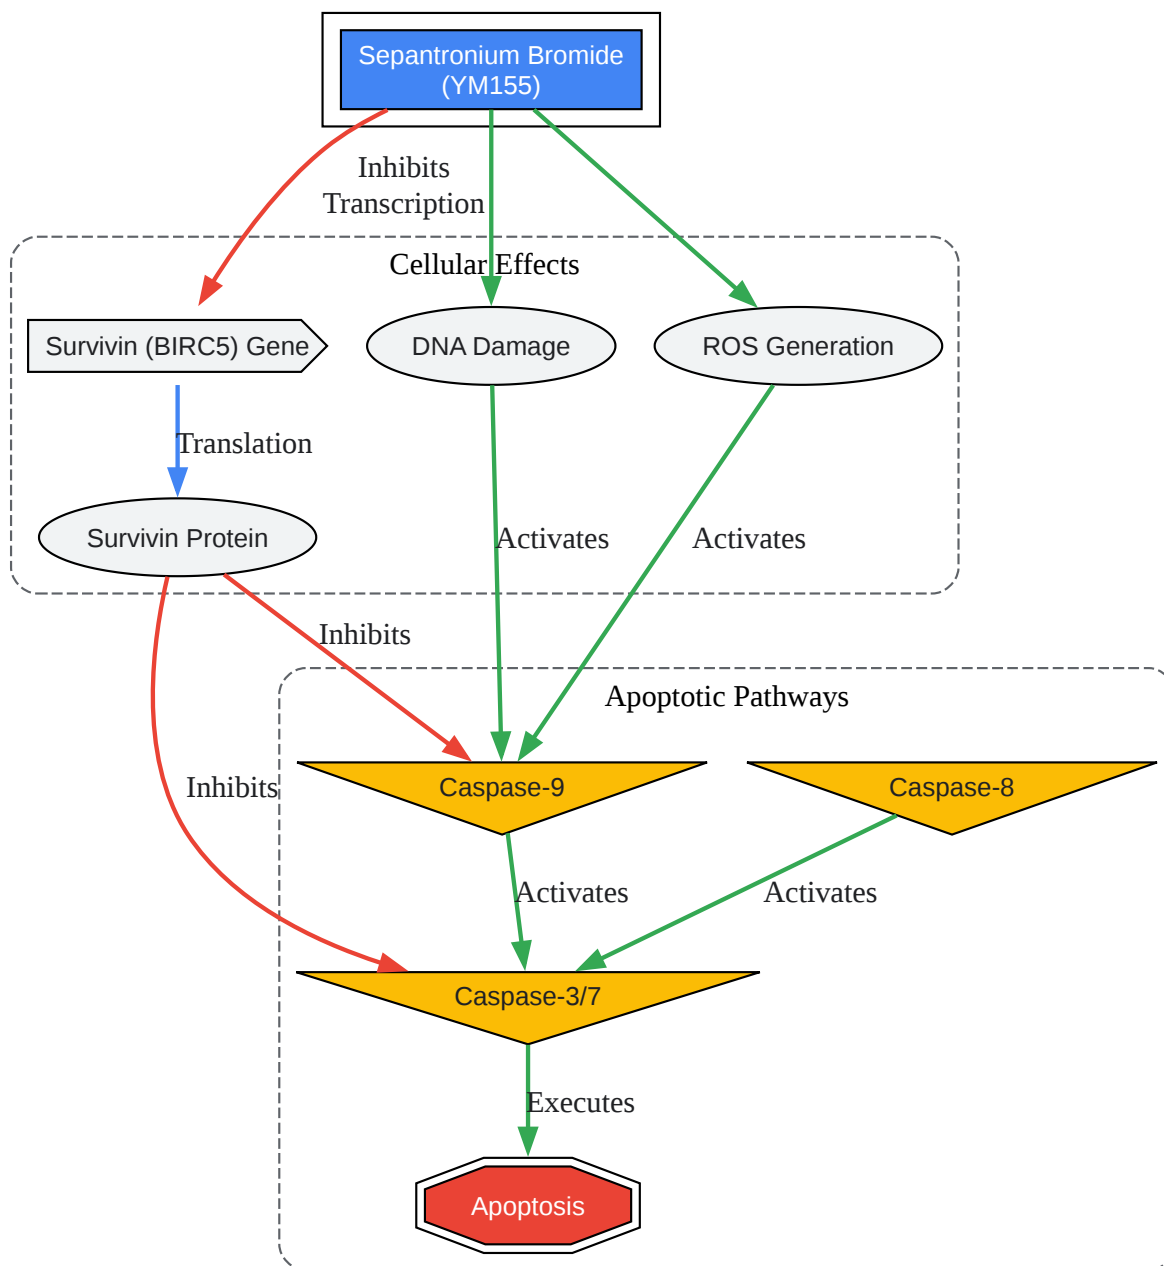 Sepantronium Bromide
(YM155)
Inhibits
Transcription
Cellular Effects
Survivin (BIRC5) Gene
DNA Damage
ROS Generation
Translation
Survivin Protein
Activates
Activates
Inhibits
Apoptotic Pathways
Inhibits
Caspase-9
Caspase-8
Activates
Activates
Caspase-3/7
Executes
Apoptosis